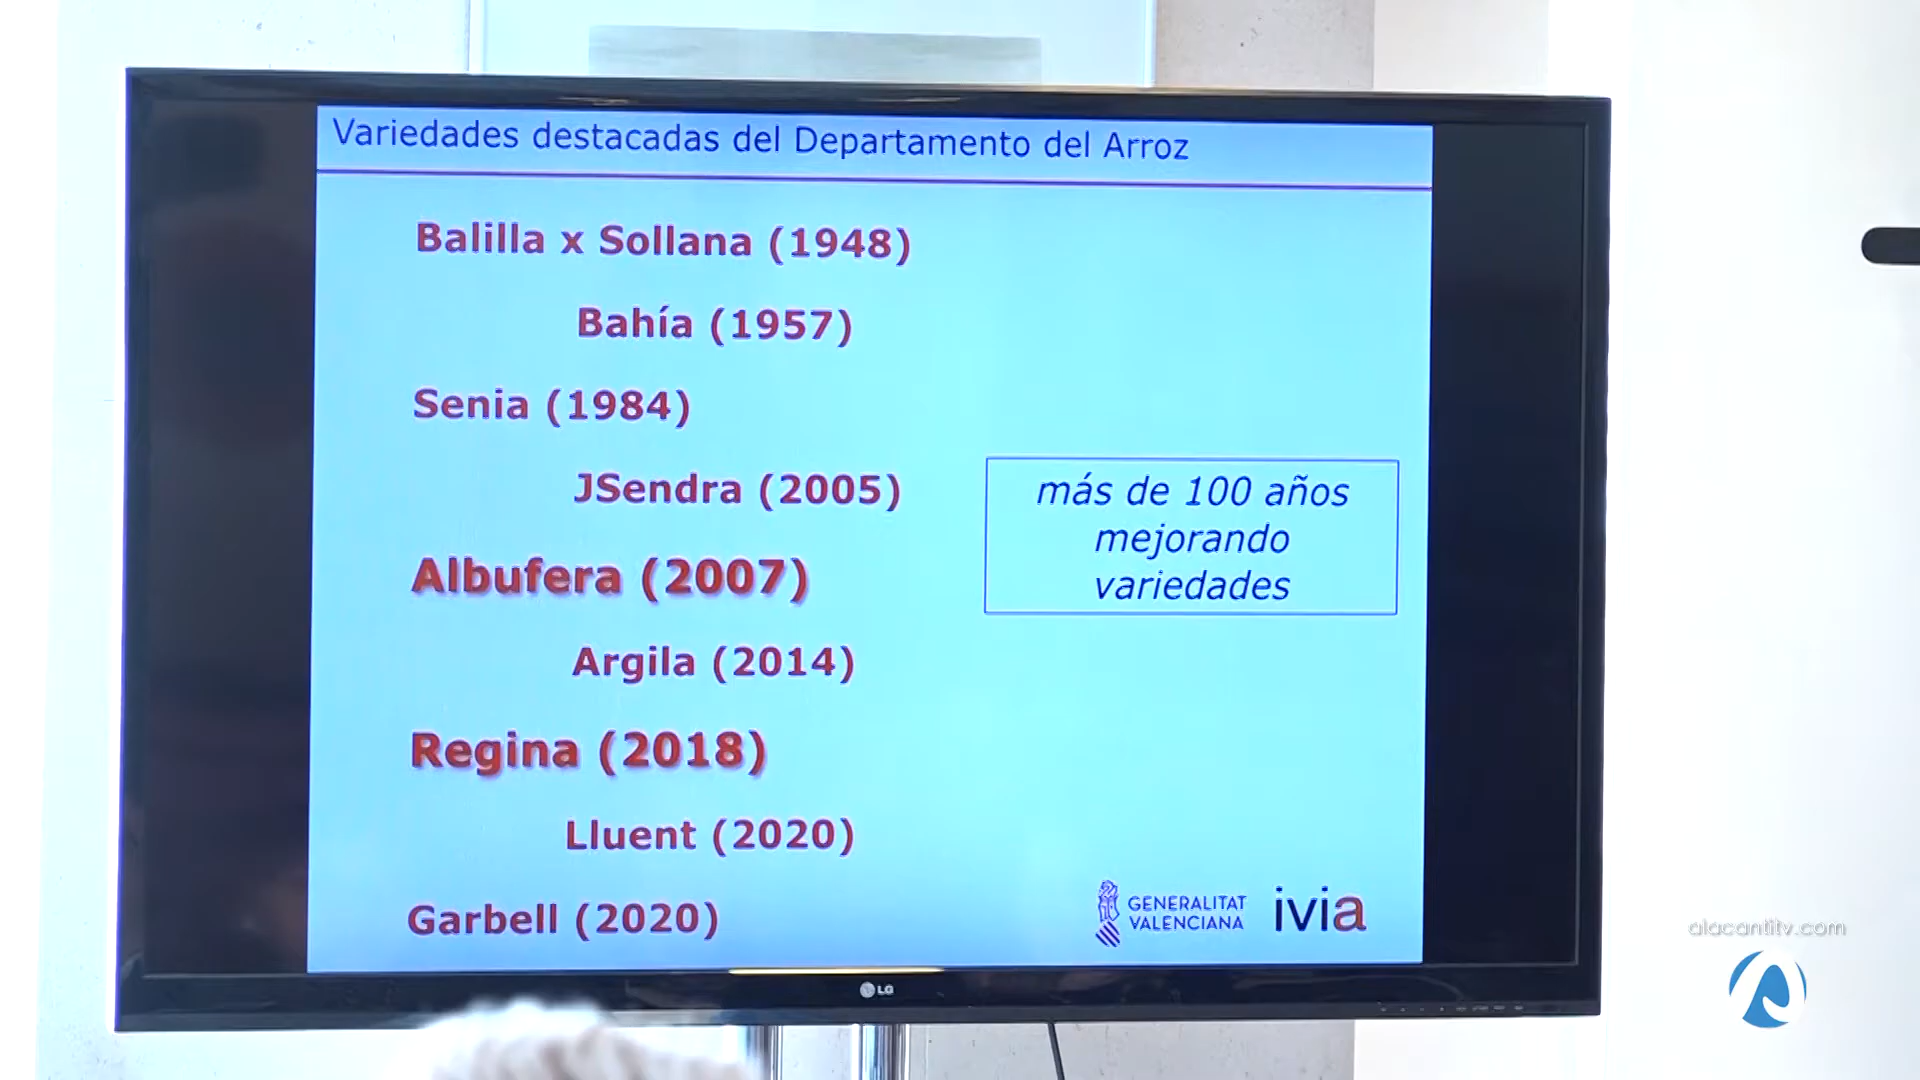 Variedades destacadas del Departamento del Arroz
Balilla x Sollana (1948)
Bahía (1957)
Senia (1984)
JSendra (2005)
más de 100 años
mejorando
variedades
Albufera (2007)
Argila (2014)
Regina (2018)
Lluent (2020)
Garbell (2020)
GENERALITAT
VALENCIANA
ivia
LG
alacantitv.com